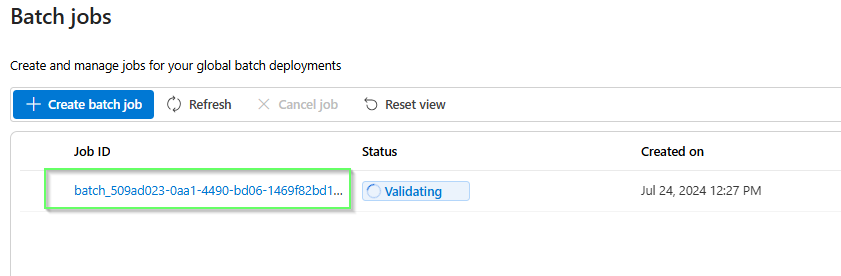 Batch jobs
Create and manage jobs for your global batch deployments
Create batch job Refresh Cancel job Reset view
Job ID Status Created on
batch_509ad023-0aa1-4490-bd06-1469f82bd1... Validating Jul 24, 2024 12:27 PM